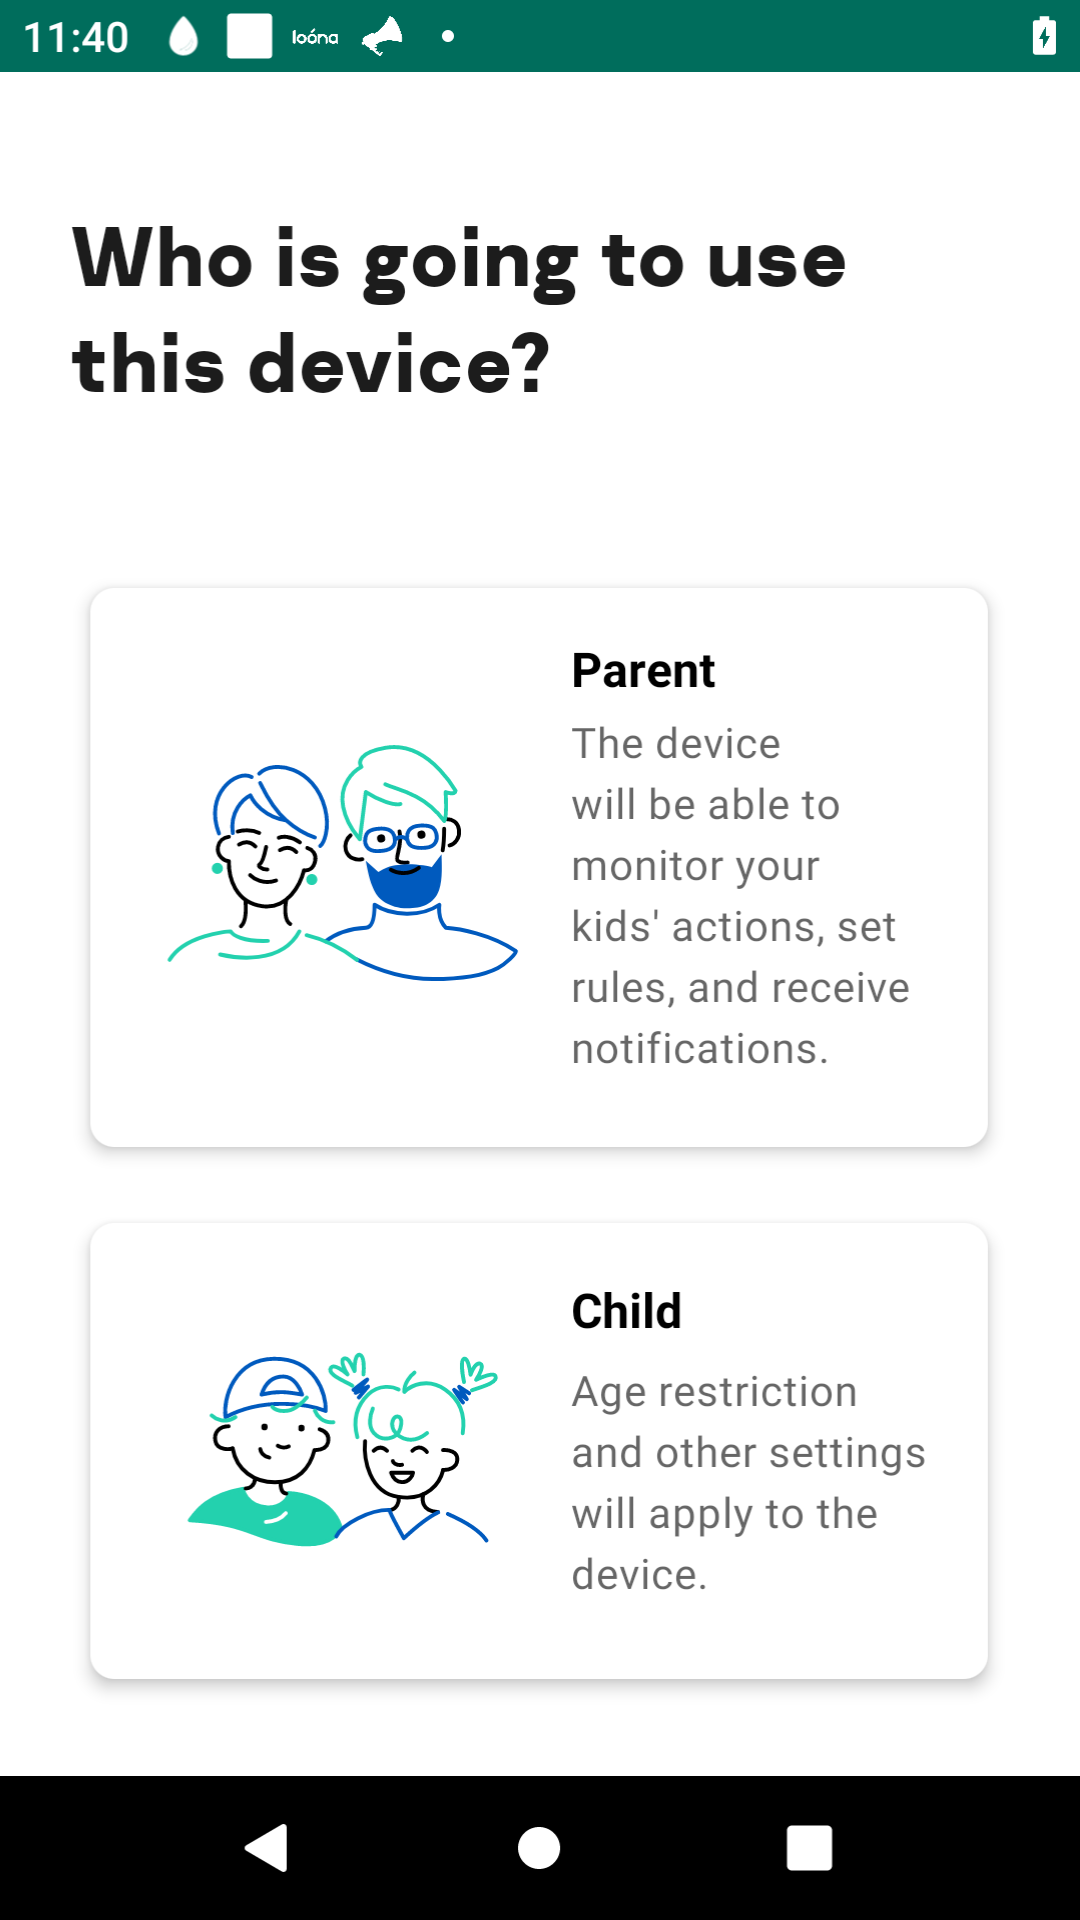 11:40 loóna
Who is going to use
this device?
Parent
The device
will be able to
monitor your
kids' actions, set
rules, and receive
notifications.
Child
Age restriction
and other settings
will apply to the
device.